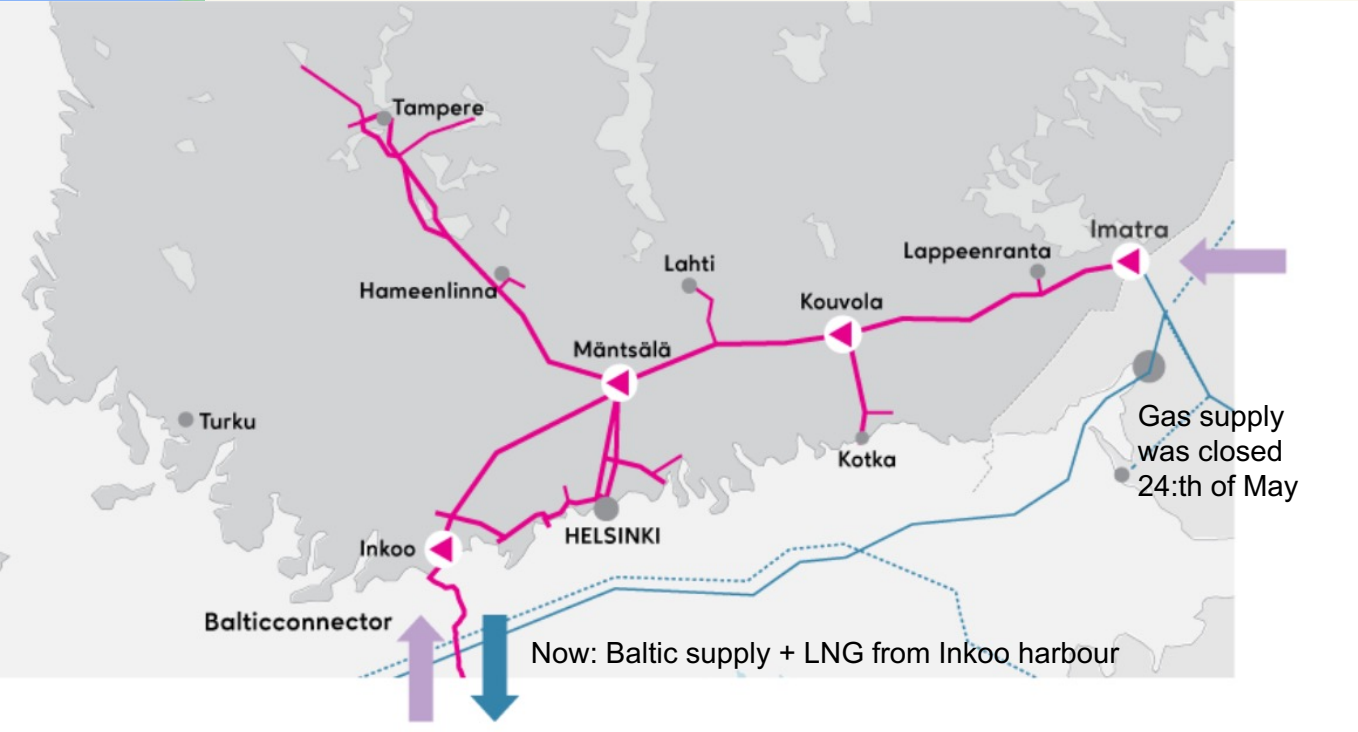 Tampere
Imatra
Lappeenranta
Lahti
Hameenlinna
Kouvola
Mäntsälä
Turku
Gas supply
was closed
24:th of May
Kotka
HELSINKI
Inkoo
Balticconnector
Now: Baltic supply + LNG from Inkoo harbour